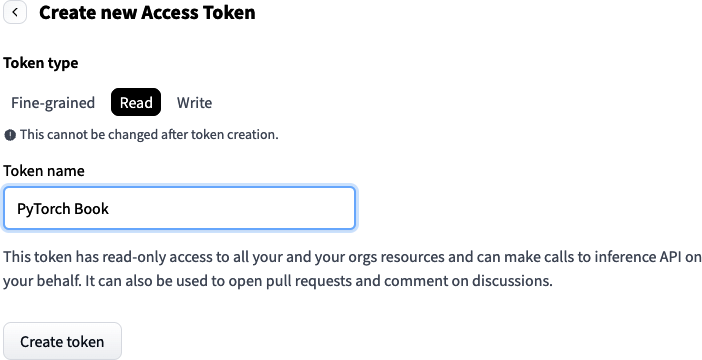 Create new Access Token
Token type
Fine-grained Read Write
This cannot be changed after token creation.
Token name
PyTorch Book
This token has read-only access to all your and your orgs resources and can make calls to inference API on
your behalf. It can also be used to open pull requests and comment on discussions.
Create token